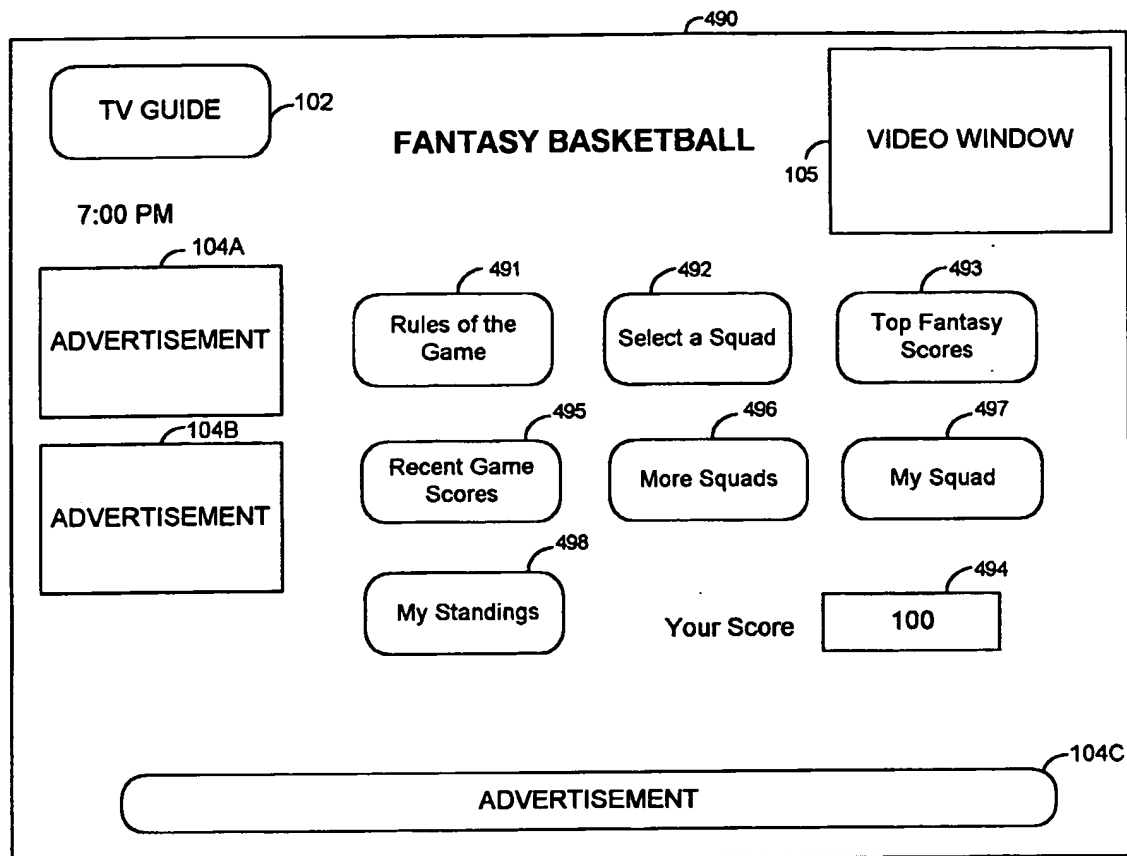 490
TV GUIDE
102
FANTASY BASKETBALL
VIDEO WINDOW
105
7:00 PM
104A
ADVERTISEMENT
491
Rules of the
Game
492
Select a Squad
493
Top Fantasy
Scores
104B
ADVERTISEMENT
495
Recent Game
Scores
496
More Squads
497
My Squad
498
My Standings
Your Score
494
100
104C
ADVERTISEMENT